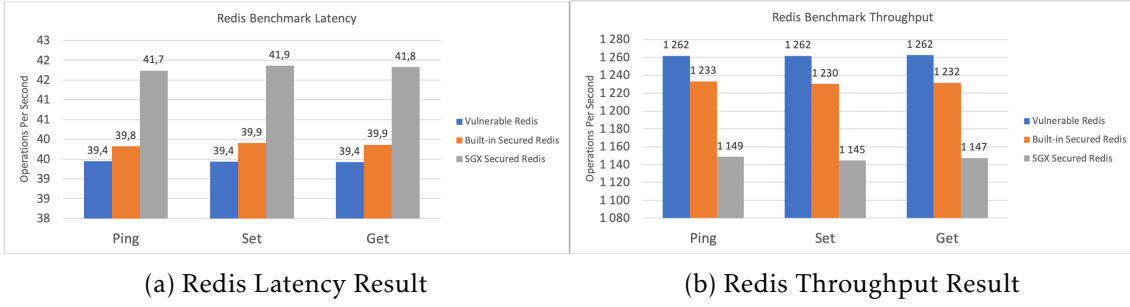 Redis Benchmark Latency
Operations Per Second
43
42
42
41
41
40
40
39
39
38
39,4
39,8
41,7
39,4
39,9
41,9
39,4
39,9
41,8
Ping
Set
Get
Vulnerable Redis
Built-in Secured Redis
SGX Secured Redis
(a) Redis Latency Result
Redis Benchmark Throughput
Operations Per Second
1 280
1 260
1 240
1 220
1 200
1 180
1 160
1 140
1 120
1 100
1 080
1 262
1 233
1 149
1 262
1 230
1 145
1 262
1 232
1 147
Ping
Set
Get
Vulnerable Redis
Built-in Secured Redis
SGX Secured Redis
(b) Redis Throughput Result